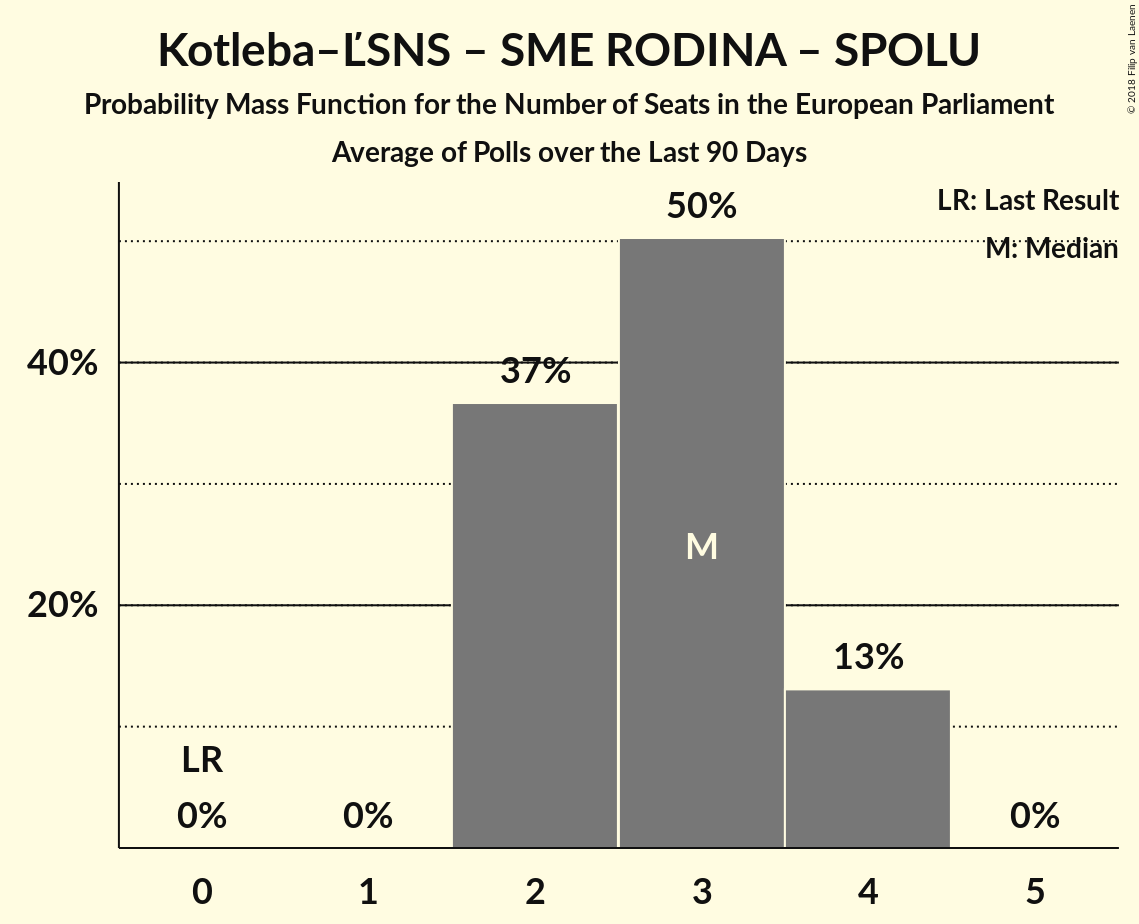 Kotleba–ĽSNS – SME RODINA – SPOLU
Probability Mass Function for the Number of Seats in the European Parliament
Average of Polls over the Last 90 Days
© 2018 Filip van Laenen
LR: Last Result
M: Median
50%
40%
37%
M
20%
13%
LR
0%
0%
0%
0
1
2
3
4
5